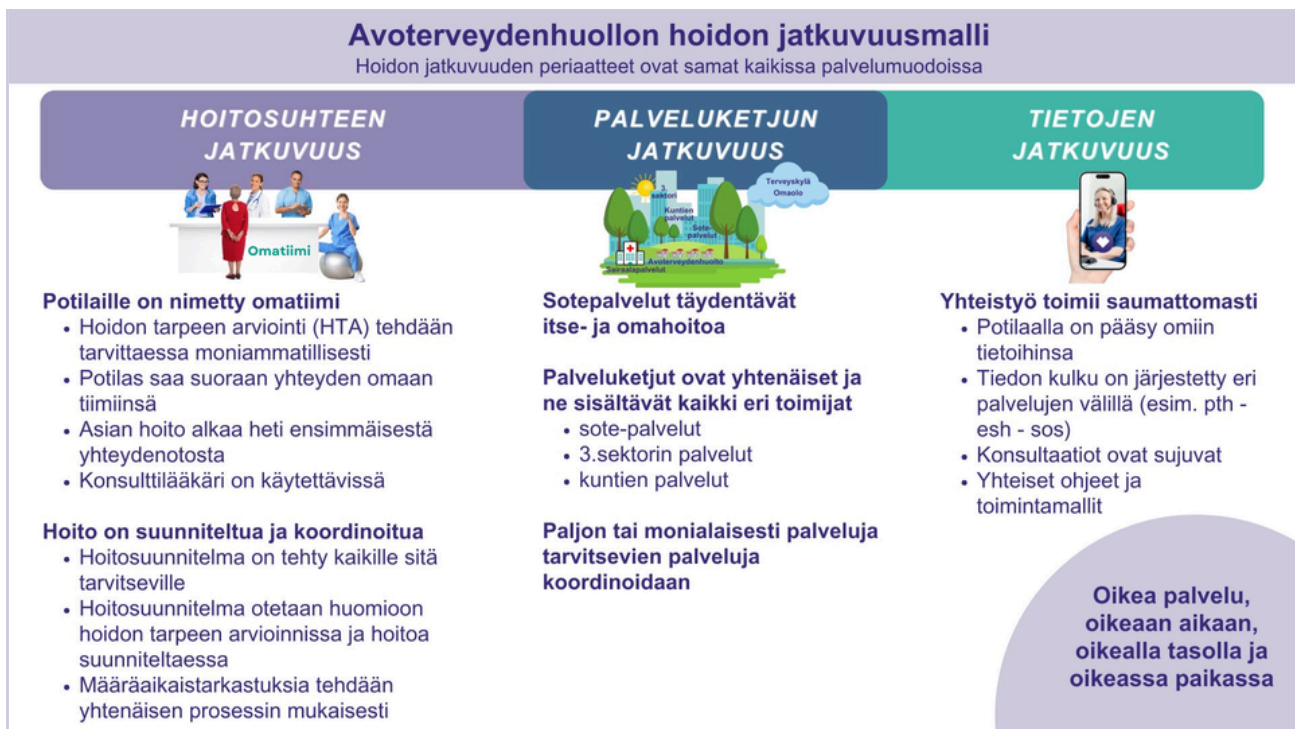 Avoterveydenhuollon hoidon jatkuvuusmalli
Hoidon jatkuvuuden periaatteet ovat samat kaikissa palvelumuodoissa
HOITOSUHTEEN
JATKUVUUS
Omatiimi
Potilaille on nimetty omatiimi
• Hoidon tarpeen arviointi (HTA) tehdään
tarvittaessa moniammatillisesti
• Potilas saa suoraan yhteyden omaan
tiimiinsä
• Asian hoito alkaa heti ensimmäisestä
yhteydenotosta
• Konsulttilääkäri on käytettävissä
Hoito on suunniteltua ja koordinoitua
• Hoitosuunnitelma on tehty kaikille sitä
tarvitseville
• Hoitosuunnitelma otetaan huomioon
hoidon tarpeen arvioinnissa ja hoitoa
suunniteltaessa
• Määräaikaistarkastuksia tehdään
yhtenäisen prosessin mukaisesti
PALVELUKETJUN
JATKUVUUS
3.
sektori
Terveyskylä
Omaolo
Kuntien
palvelut
Sote-
palvelut
Avoterveydenhuolto
Sairaalapalvelut
Sotepalvelut täydentävät
itse- ja omahoitoa
Palveluketjut ovat yhtenäiset ja
ne sisältävät kaikki eri toimijat
• sote-palvelut
• 3.sektorin palvelut
• kuntien palvelut
Paljon tai monialaisesti palveluja
tarvitsevien palveluja
koordinoidaan
TIETOJEN
JATKUVUUS
Yhteistyö toimii saumattomasti
• Potilaalla on pääsy omiin
tietoihinsa
• Tiedon kulku on järjestetty eri
palvelujen välillä (esim. pth -
esh - sos)
• Konsultaatiot ovat sujuvat
• Yhteiset ohjeet ja
toimintamallit
Oikea palvelu,
oikeaan aikaan,
oikealla tasolla ja
oikeassa paikassa